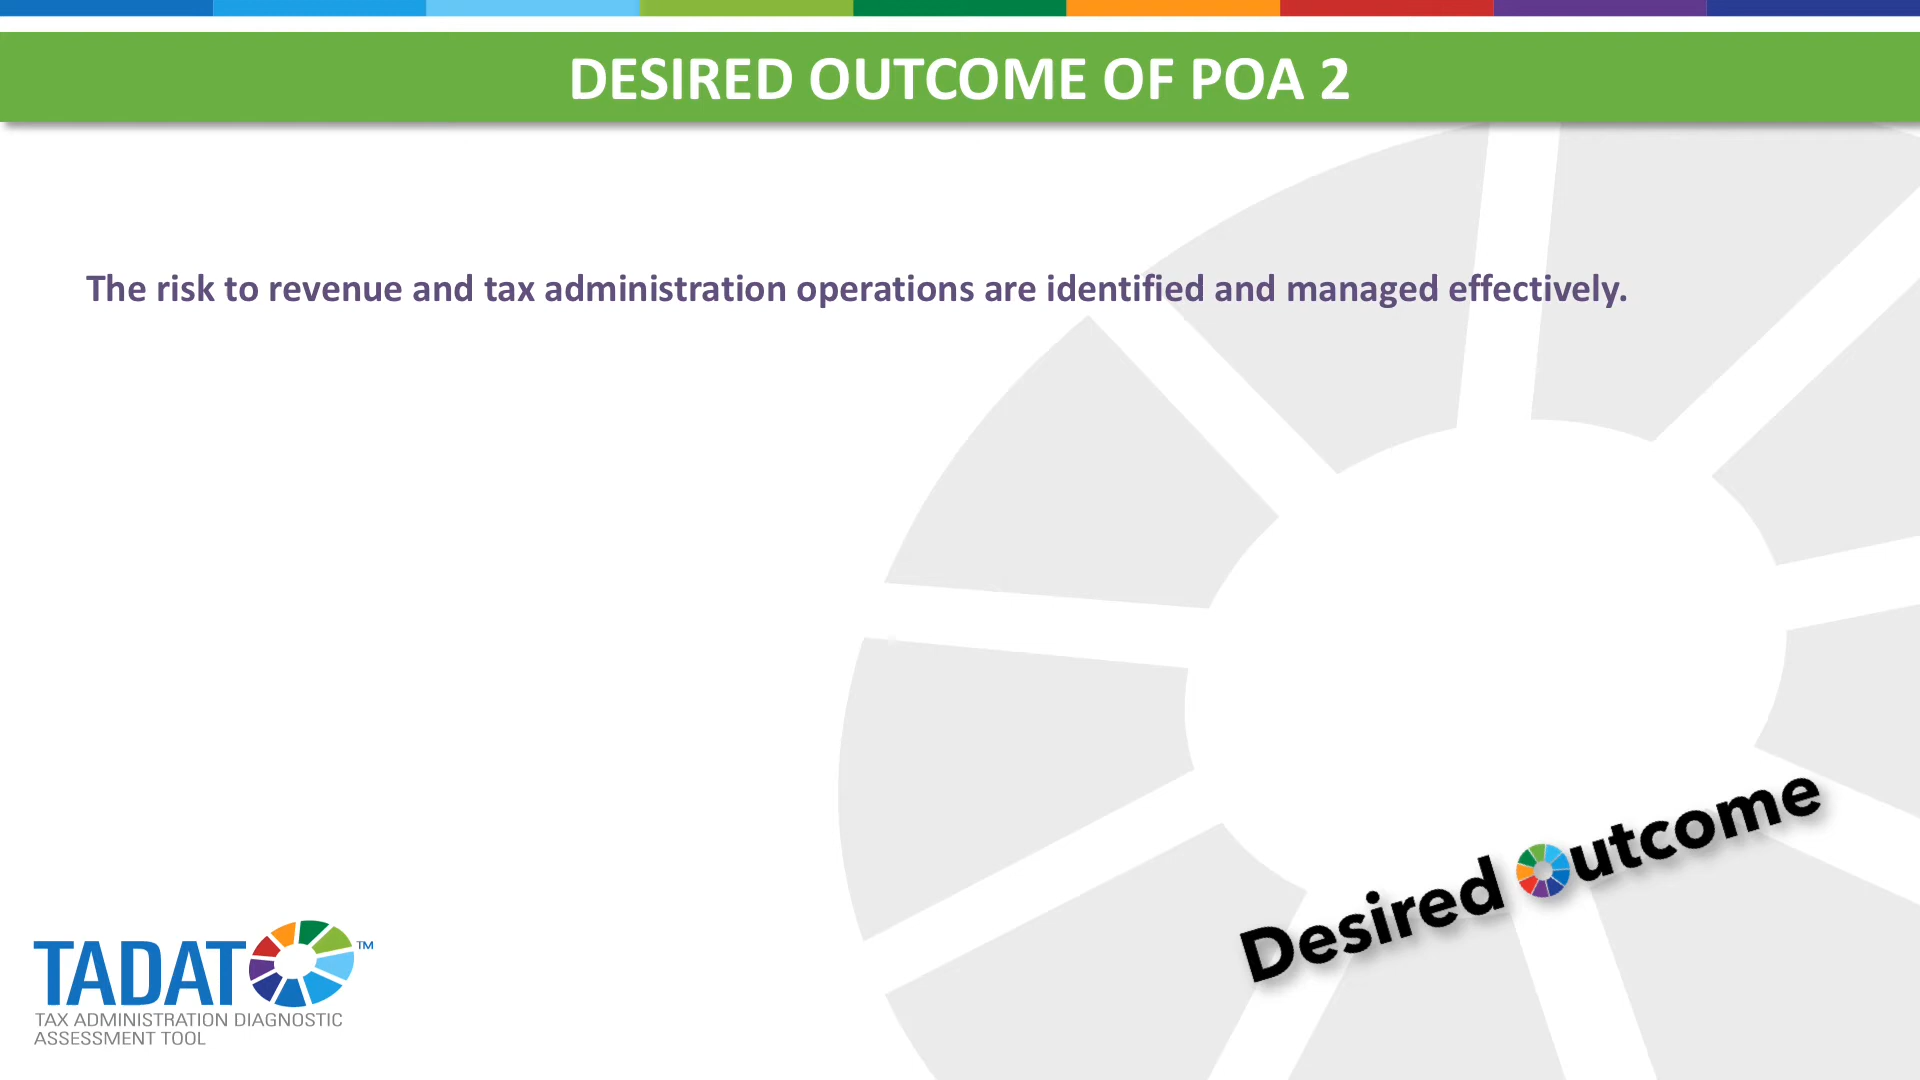 DESIRED OUTCOME OF POA 2
The risk to revenue and tax administration operations are identified and managed effectively.
Desired Outcome
TADAT™
TAX ADMINISTRATION DIAGNOSTIC
ASSESSMENT TOOL